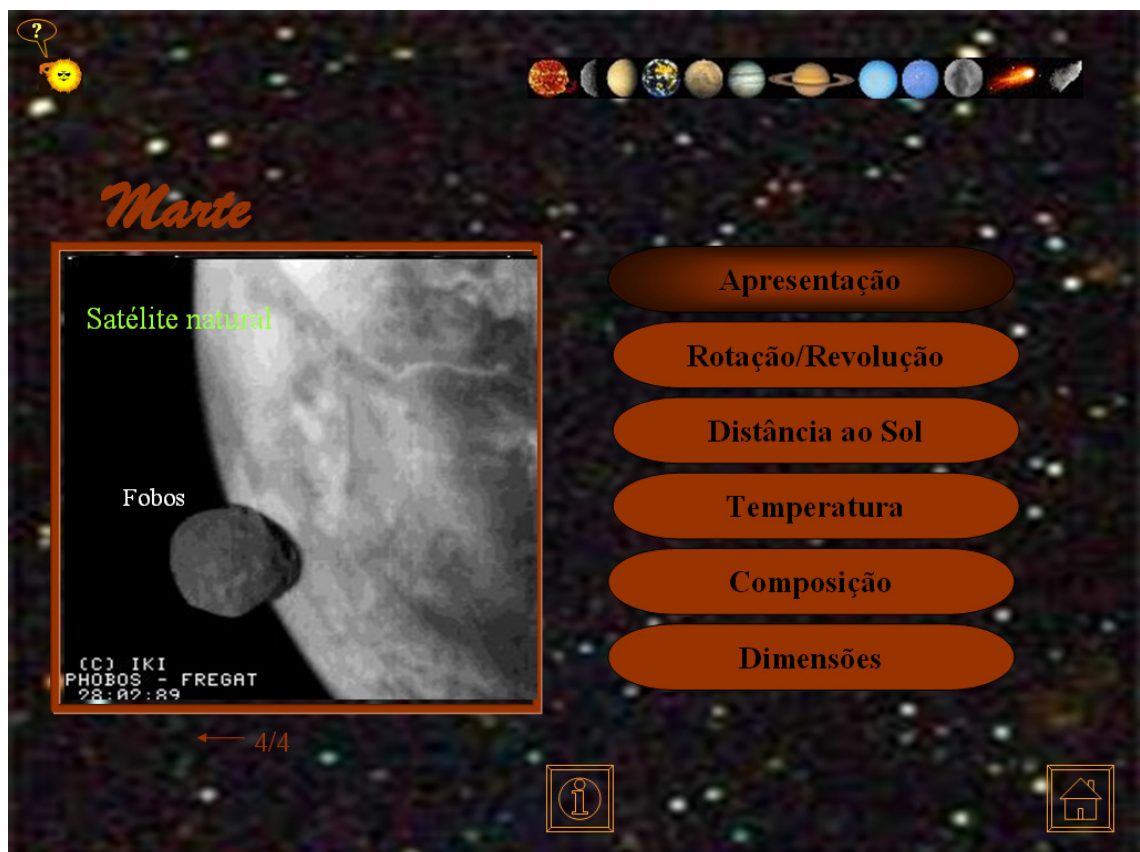 ?
Marte
Satélite natural
Fobos
(C) IKI
PHOBOS - FREGAT
28:02:89
4/4
Apresentação
Rotação/Revolução
Distância ao Sol
Temperatura
Composição
Dimensões
i